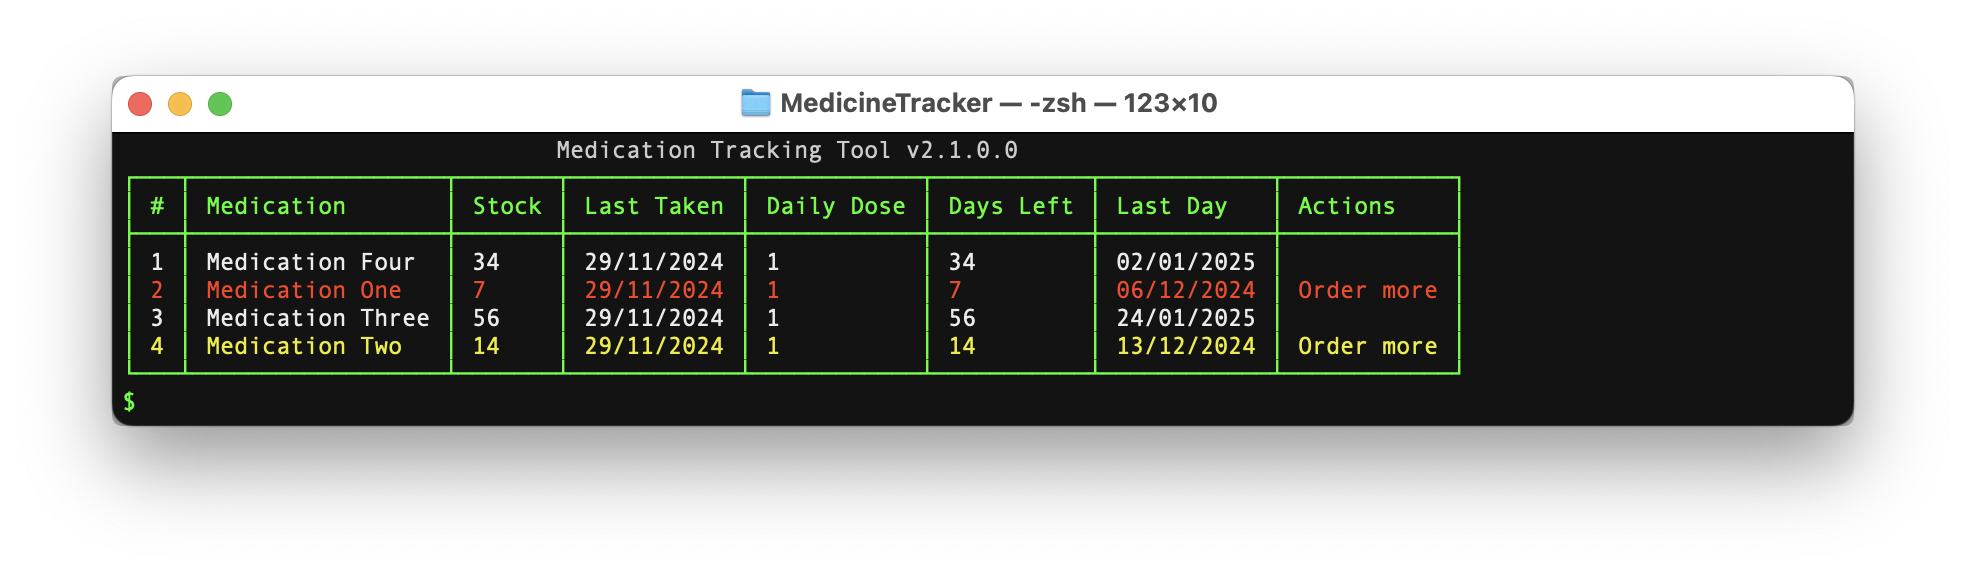 MedicineTracker — -zsh — 123×10
Medication Tracking Tool v2.1.0.0
# Medication Stock Last Taken Daily Dose Days Left Last Day Actions
1 Medication Four 34 29/11/2024 1 34 02/01/2025
2 Medication One 7 29/11/2024 1 7 06/12/2024 Order more
3 Medication Three 56 29/11/2024 1 56 24/01/2025
4 Medication Two 14 29/11/2024 1 14 13/12/2024 Order more
$